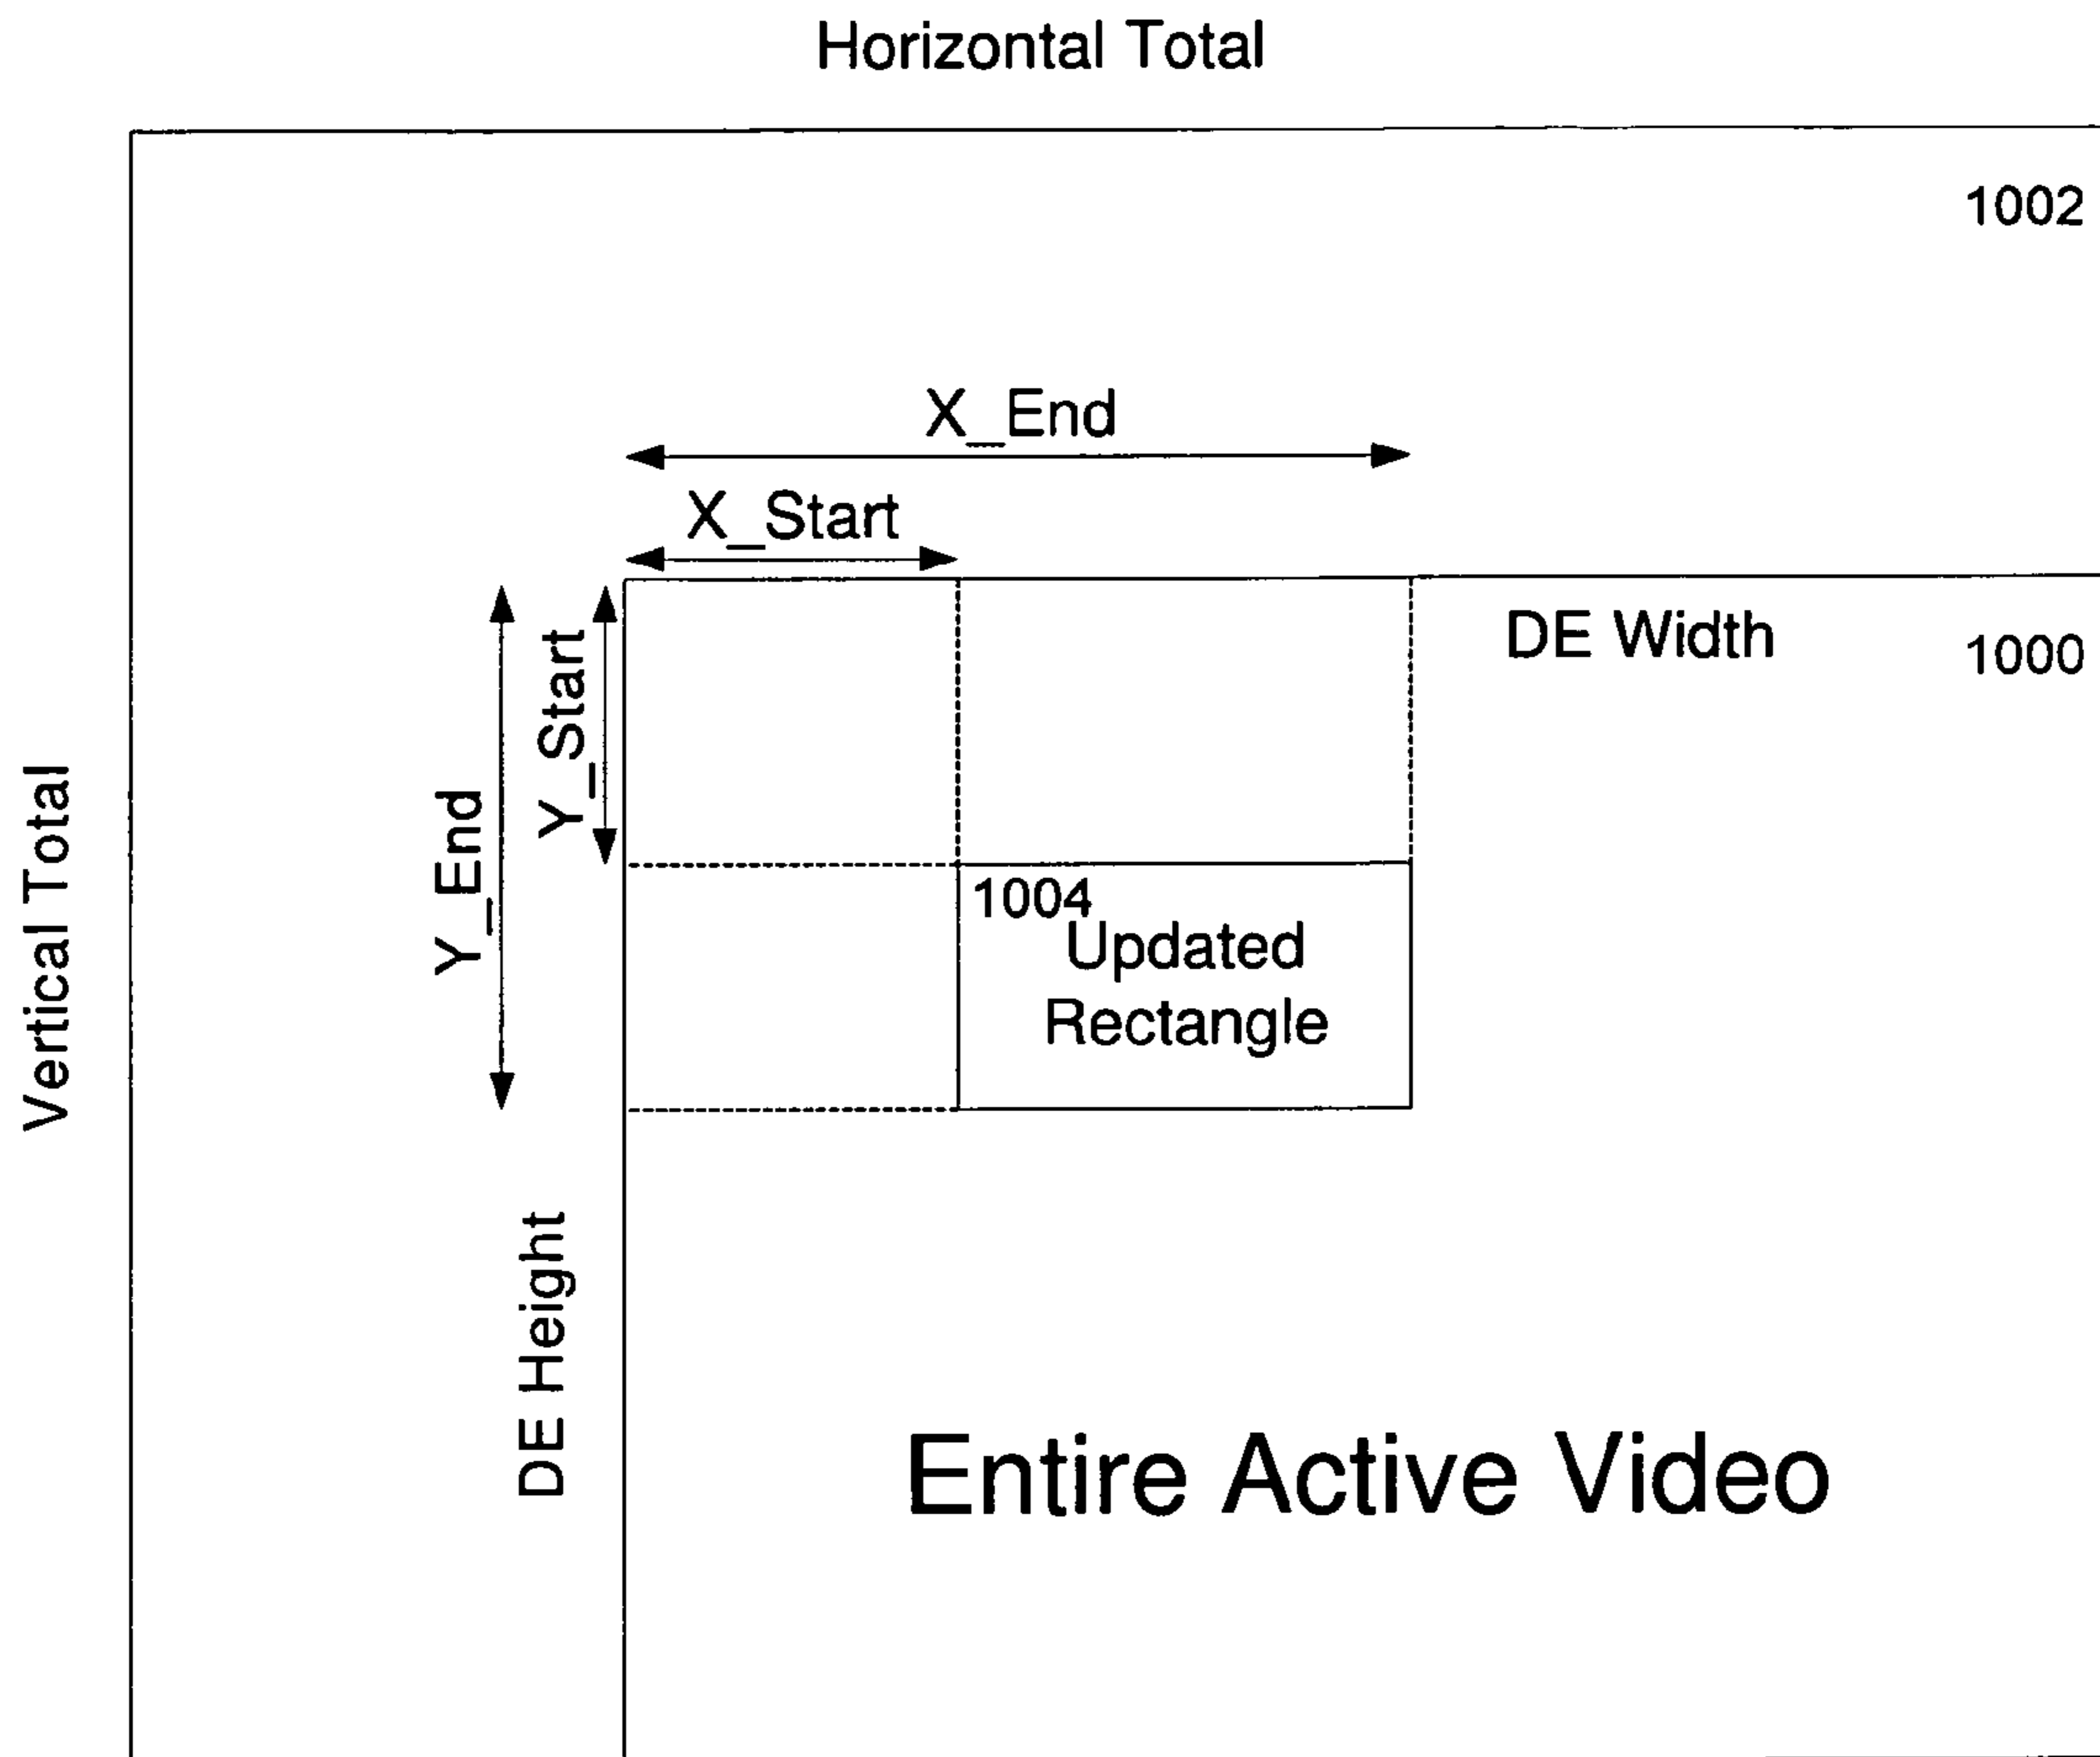 Horizontal Total
1002
X_End
X_Start
DE Width
1000
Y_Start
Y_End
Vertical Total
1004
Updated
Rectangle
DE Height
Entire Active Video